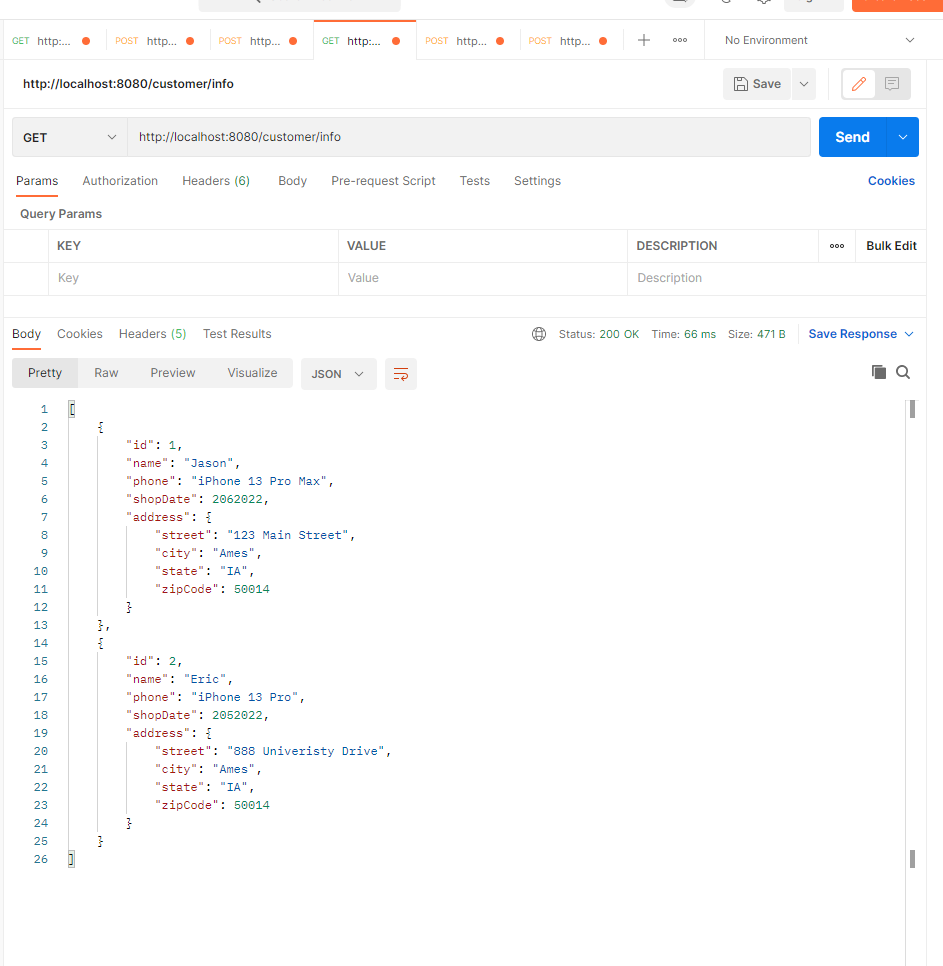 GET http:... POST http... POST http... GET http:... POST http... POST http... No Environment
http://localhost:8080/customer/info Save
GET http://localhost:8080/customer/info Send
Params Authorization Headers (6) Body Pre-request Script Tests Settings Cookies
Query Params
KEY VALUE DESCRIPTION Bulk Edit
Key Value Description
Body Cookies Headers (5) Test Results Status: 200 OK Time: 66 ms Size: 471 B Save Response
Pretty Raw Preview Visualize JSON
1 [
2 {
3 "id": 1,
4 "name": "Jason",
5 "phone": "iPhone 13 Pro Max",
6 "shopDate": 2062022,
7 "address": {
8 "street": "123 Main Street",
9 "city": "Ames",
10 "state": "IA",
11 "zipCode": 50014
12 }
13 },
14 {
15 "id": 2,
16 "name": "Eric",
17 "phone": "iPhone 13 Pro",
18 "shopDate": 2052022,
19 "address": {
20 "street": "888 Univeristy Drive",
21 "city": "Ames",
22 "state": "IA",
23 "zipCode": 50014
24 }
25 }
26 ]